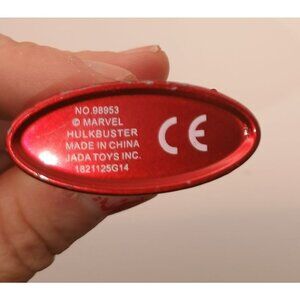 NO.98953
© MARVEL
HULKBUSTER
MADE IN CHINA
JADA TOYS INC.
1821125G14
CE